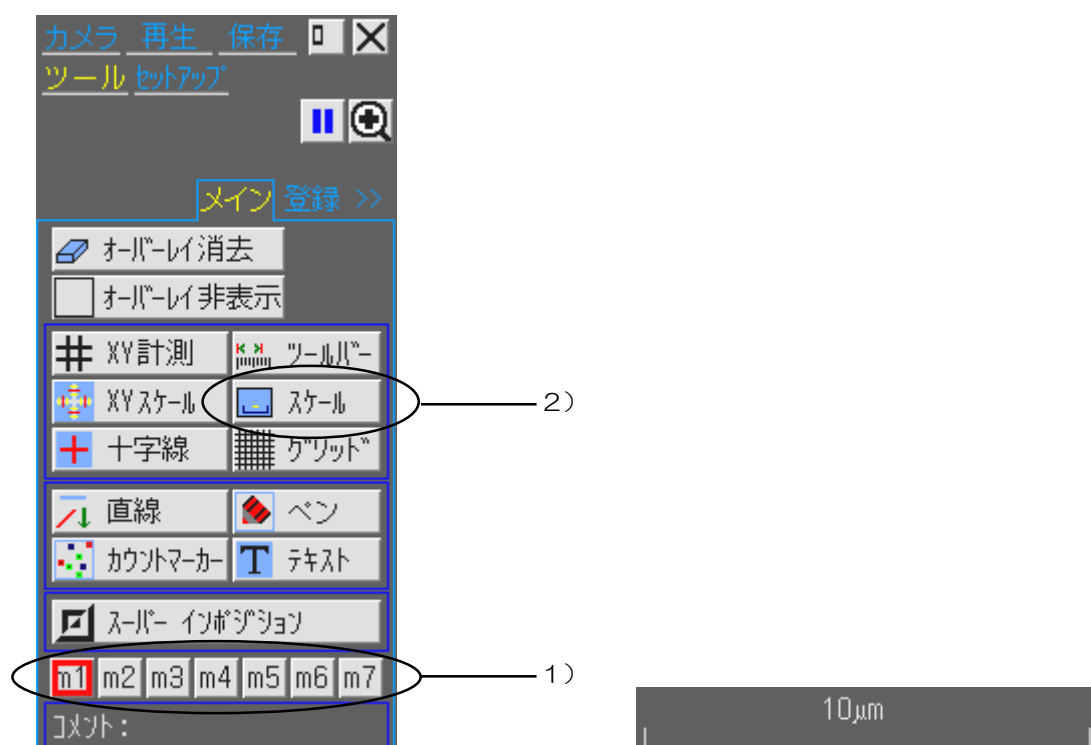 カメラ 再生 保存
ツール ｾｯﾄｱｯﾌﾟ
メイン 登録 >>
ｵｰﾊﾞｰﾚｲ消去
ｵｰﾊﾞｰﾚｲ非表示
XY計測 ﾂｰﾙﾊﾞｰ
XYｽｹｰﾙ ｽｹｰﾙ 2）
十字線 ｸﾞﾘｯﾄﾞ
直線 ペン
ｶｳﾝﾄﾏｰｶｰ T ﾃｷｽﾄ
ｽｰﾊﾟｰ ｲﾝﾎﾟｼﾞｼｮﾝ
m1 m2 m3 m4 m5 m6 m7 1）
ｺﾒﾝﾄ：
10μm